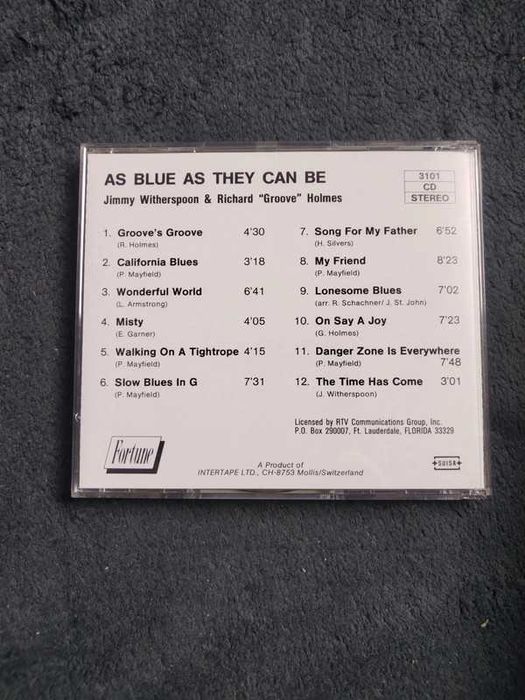 AS BLUE AS THEY CAN BE
Jimmy Witherspoon & Richard "Groove" Holmes
3101
CD
STEREO
1. Groove's Groove 4'30
(R. Holmes)
2. California Blues 3'18
(P. Mayfield)
3. Wonderful World 6'41
(L. Armstrong)
4. Misty 4'05
(E. Garner)
5. Walking On A Tightrope 4'15
(P. Mayfield)
6. Slow Blues In G 7'31
(P. Mayfield)
7. Song For My Father 6'52
(H. Silvers)
8. My Friend 8'23
(P. Mayfield)
9. Lonesome Blues 7'02
(arr. R. Schachner/ J. St. John)
10. On Say A Joy 7'23
(G. Holmes)
11. Danger Zone Is Everywhere
(P. Mayfield) 7'48
12. The Time Has Come 3'01
(J. Witherspoon)
Licensed by RTV Communications Group, Inc.
P.O. Box 290007, Ft. Lauderdale, FLORIDA 33329
Fortune
A Product of
INTERTAPE LTD., CH-8753 Mollis/Switzerland
SUISA